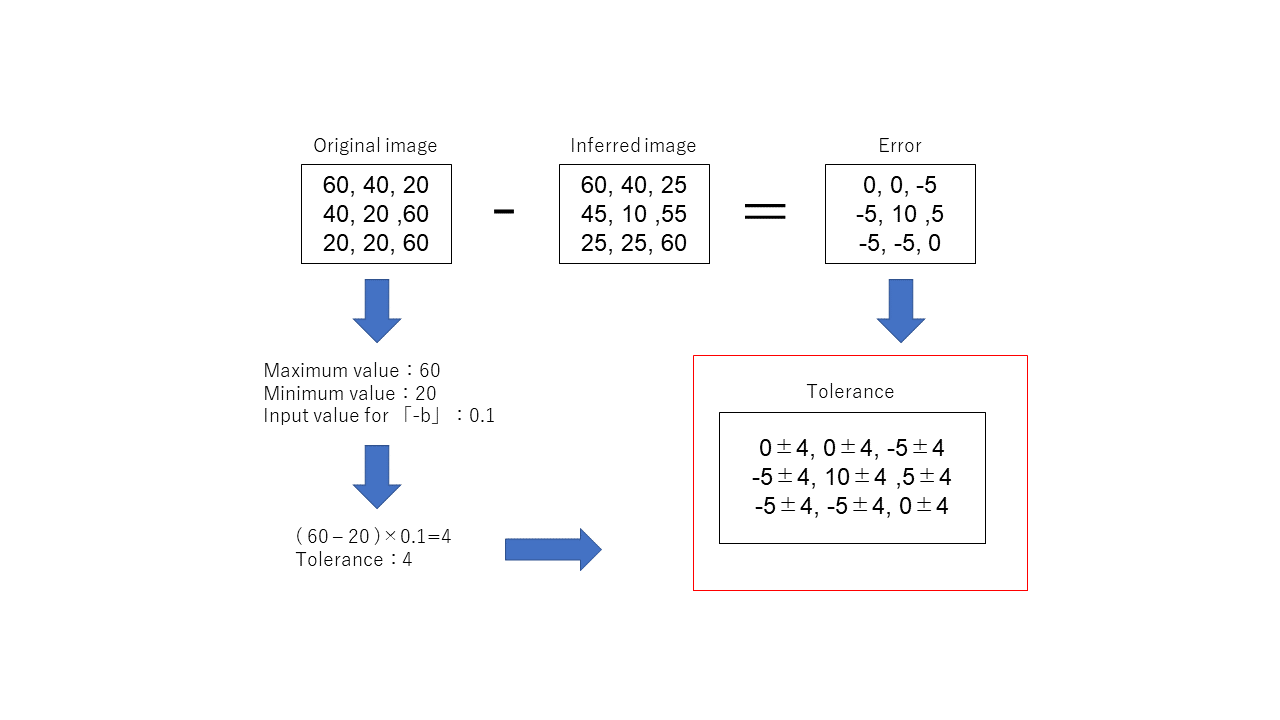 Original image
60, 40, 20
40, 20 ,60
20, 20, 60
-
Inferred image
60, 40, 25
45, 10 ,55
25, 25, 60
=
Error
0, 0, -5
-5, 10 ,5
-5, -5, 0
Maximum value：60
Minimum value：20
Input value for 「-b」：0.1
( 60 – 20 )×0.1=4
Tolerance：4
Tolerance
0±4, 0±4, -5±4
-5±4, 10±4 ,5±4
-5±4, -5±4, 0±4